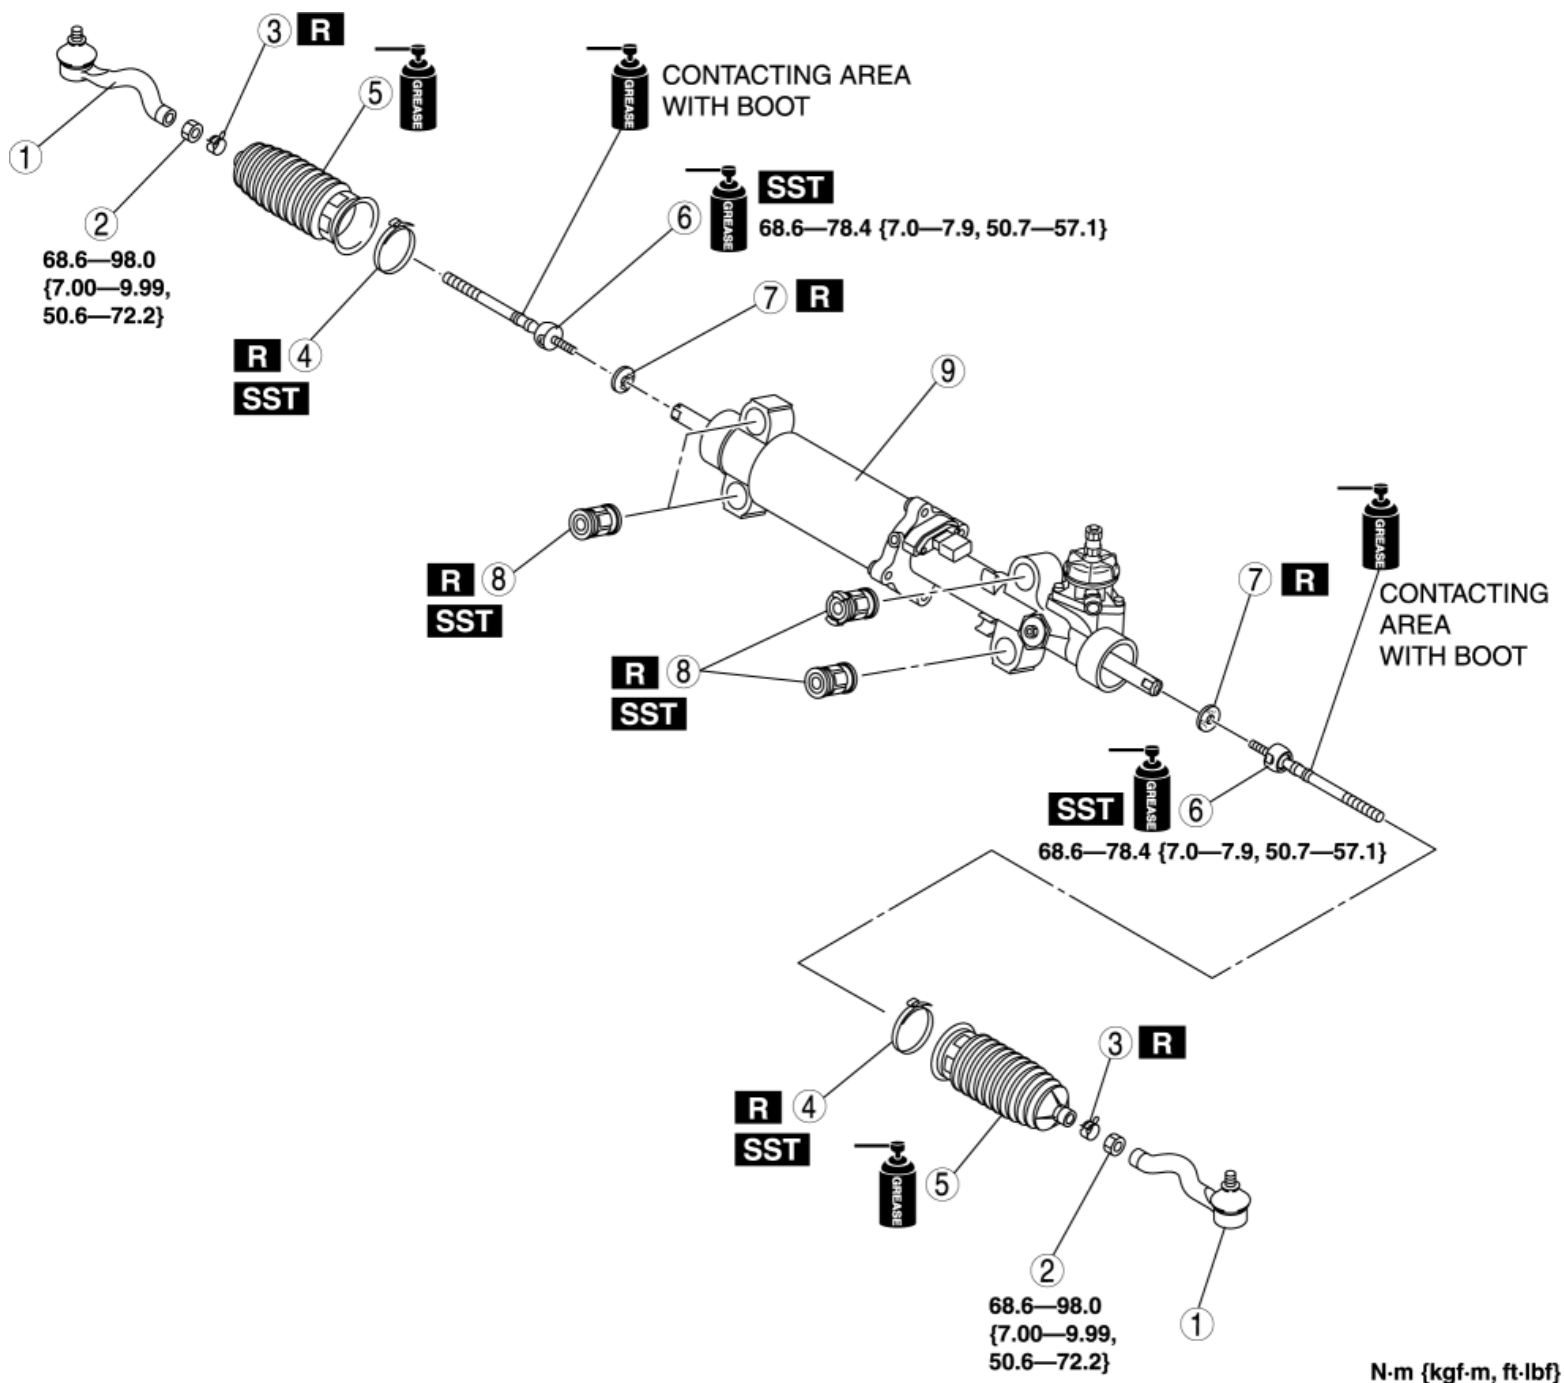 3 R
GREASE
GREASE
CONTACTING AREA
WITH BOOT
5
1
GREASE
SST
6
68.6—78.4 {7.0—7.9, 50.7—57.1}
2
68.6—98.0
{7.00—9.99,
50.6—72.2}
7 R
R 4
SST
9
R 8
SST
GREASE
7 R
CONTACTING
AREA
WITH BOOT
R 8
SST
SST
GREASE
6
68.6—78.4 {7.0—7.9, 50.7—57.1}
3 R
R 4
SST
GREASE
5
2
68.6—98.0
{7.00—9.99,
50.6—72.2}
1
N·m {kgf·m, ft·lbf}